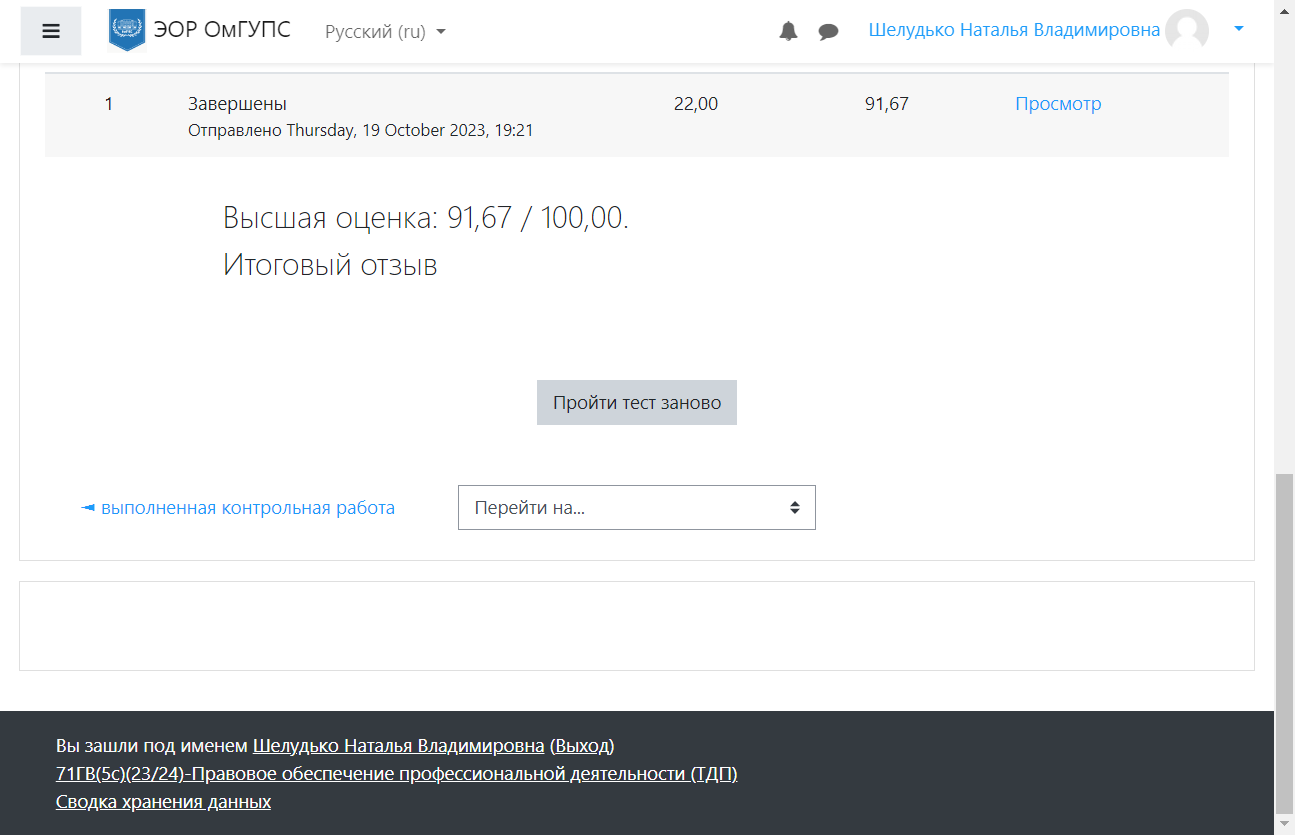 ЭОР ОмГУПС Русский (ru) Шелудько Наталья Владимировна
1 Завершены 22,00 91,67 Просмотр
Отправлено Thursday, 19 October 2023, 19:21
Высшая оценка: 91,67 / 100,00.
Итоговый отзыв
Пройти тест заново
◄ выполненная контрольная работа Перейти на...
Вы зашли под именем Шелудько Наталья Владимировна (Выход)
71ГВ(5с)(23/24)-Правовое обеспечение профессиональной деятельности (ТДП)
Сводка хранения данных